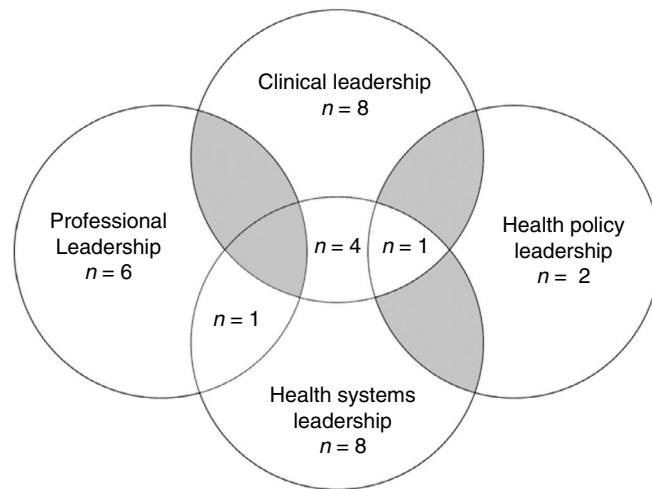 Clinical leadership
n = 8
Professional
Leadership
n = 6
n = 4
n = 1
Health policy
leadership
n = 2
n = 1
Health systems
leadership
n = 8